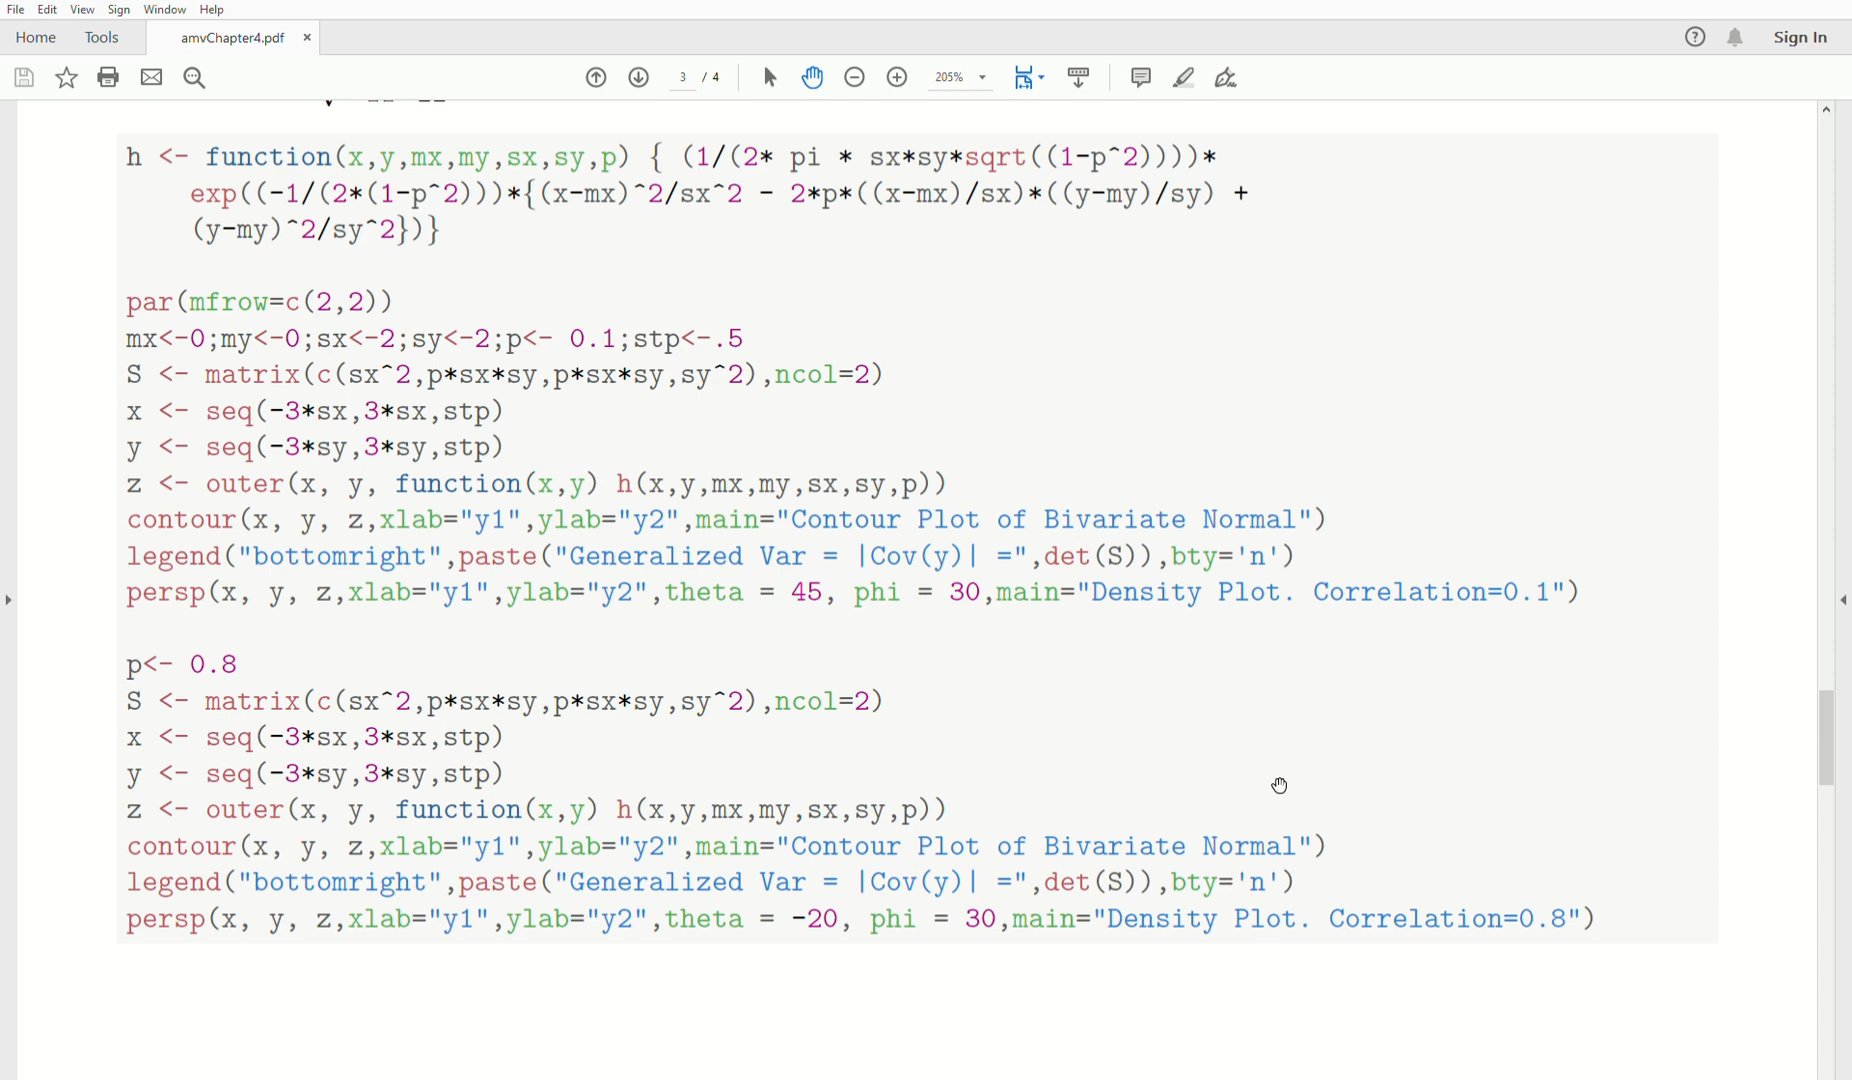 File Edit View Sign Window Help
Home Tools amvChapter4.pdf × Sign In
3 / 4 205%
h <- function(x,y,mx,my,sx,sy,p) { (1/(2* pi * sx*sy*sqrt((1-p^2))))*
exp((-1/(2*(1-p^2)))*{(x-mx)^2/sx^2 - 2*p*((x-mx)/sx)*((y-my)/sy) +
(y-my)^2/sy^2})}
par(mfrow=c(2,2))
mx<-0;my<-0;sx<-2;sy<-2;p<- 0.1;stp<-.5
S <- matrix(c(sx^2,p*sx*sy,p*sx*sy,sy^2),ncol=2)
x <- seq(-3*sx,3*sx,stp)
y <- seq(-3*sy,3*sy,stp)
z <- outer(x, y, function(x,y) h(x,y,mx,my,sx,sy,p))
contour(x, y, z,xlab="y1",ylab="y2",main="Contour Plot of Bivariate Normal")
legend("bottomright",paste("Generalized Var = |Cov(y)| =",det(S)),bty='n')
persp(x, y, z,xlab="y1",ylab="y2",theta = 45, phi = 30,main="Density Plot. Correlation=0.1")
p<- 0.8
S <- matrix(c(sx^2,p*sx*sy,p*sx*sy,sy^2),ncol=2)
x <- seq(-3*sx,3*sx,stp)
y <- seq(-3*sy,3*sy,stp)
z <- outer(x, y, function(x,y) h(x,y,mx,my,sx,sy,p))
contour(x, y, z,xlab="y1",ylab="y2",main="Contour Plot of Bivariate Normal")
legend("bottomright",paste("Generalized Var = |Cov(y)| =",det(S)),bty='n')
persp(x, y, z,xlab="y1",ylab="y2",theta = -20, phi = 30,main="Density Plot. Correlation=0.8")